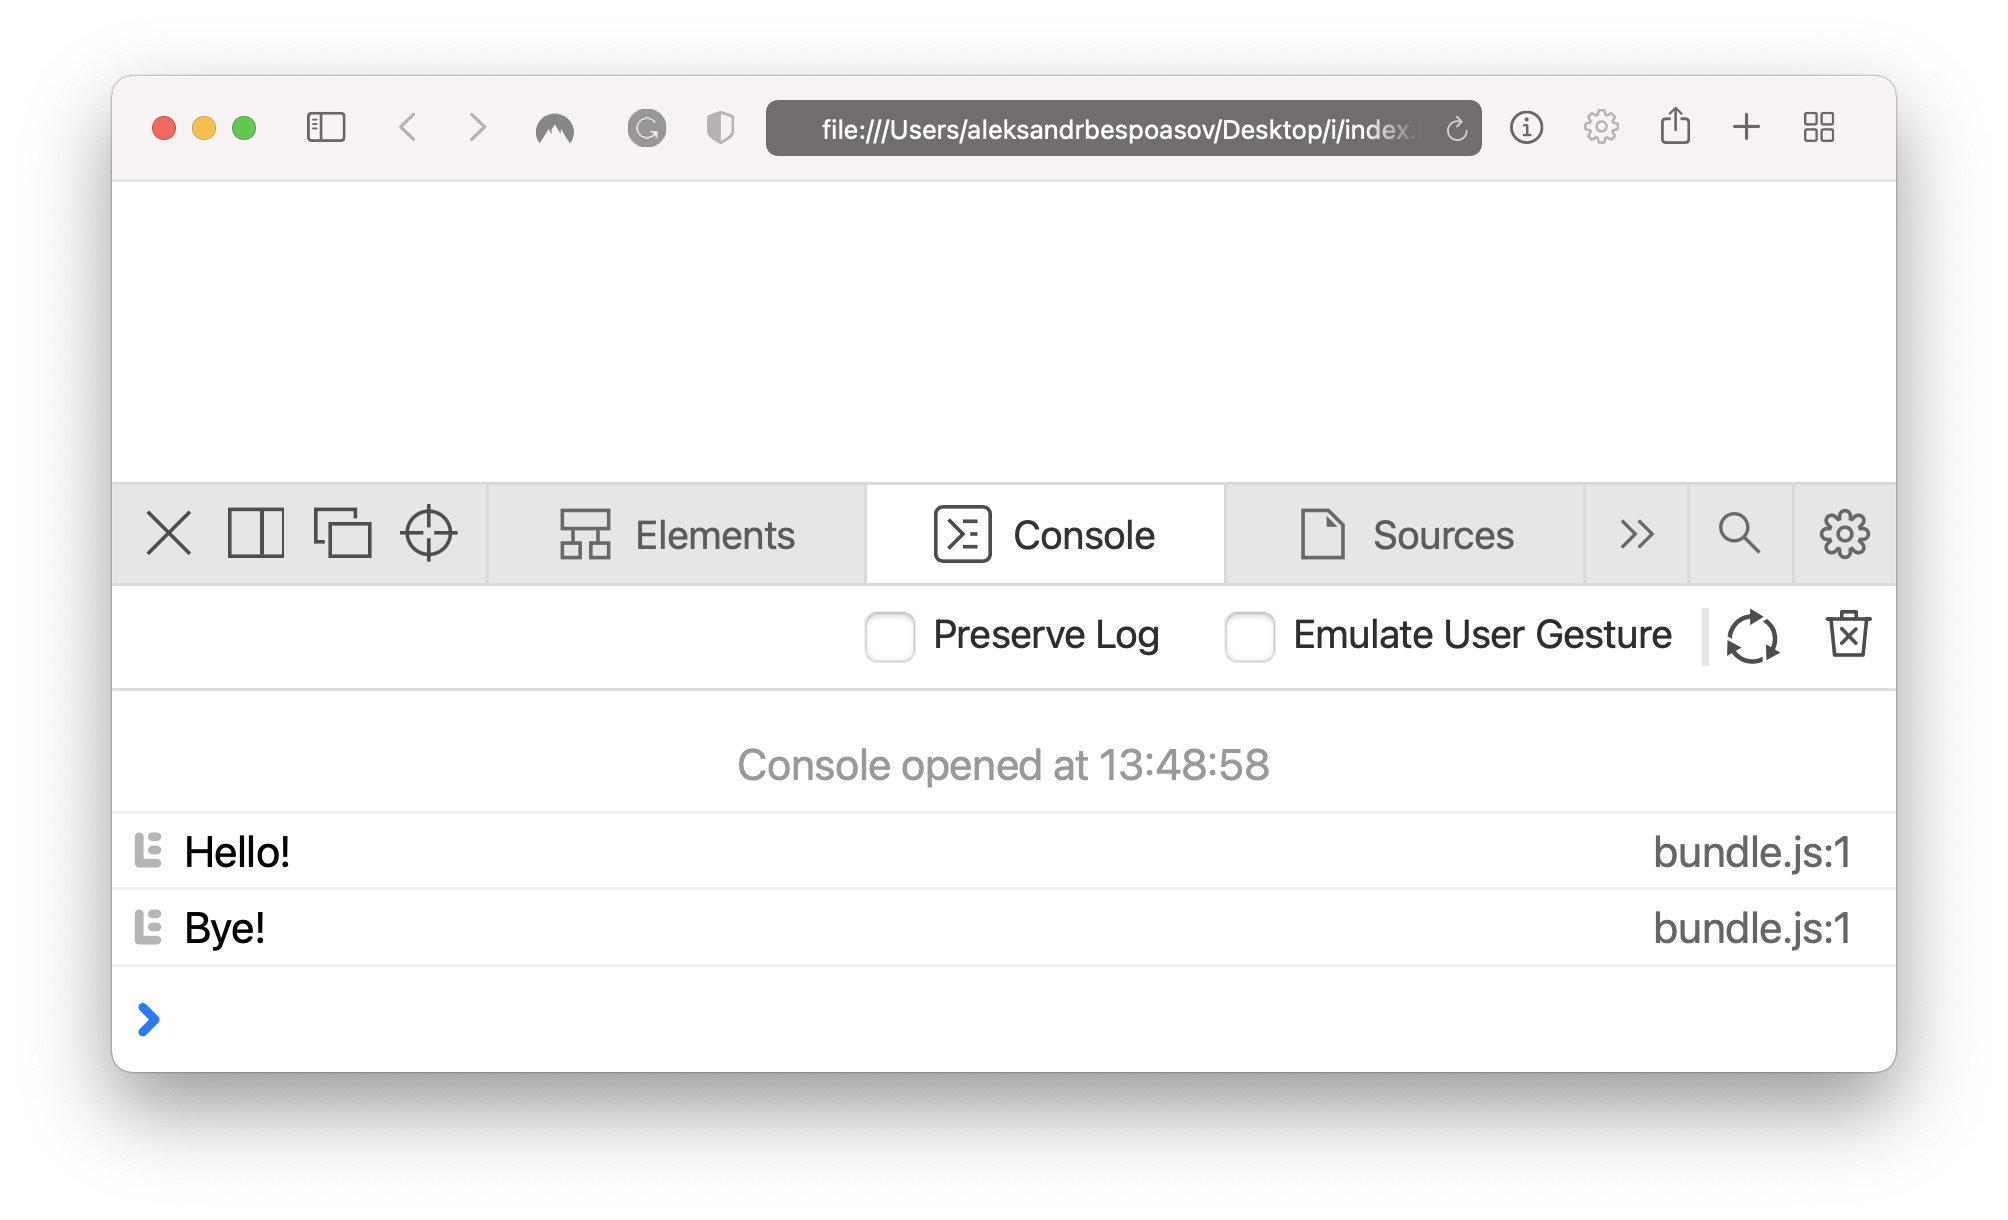 file:///Users/aleksandrbespoasov/Desktop/i/index.
Elements
Console
Sources
Preserve Log
Emulate User Gesture
Console opened at 13:48:58
Hello! bundle.js:1
Bye! bundle.js:1